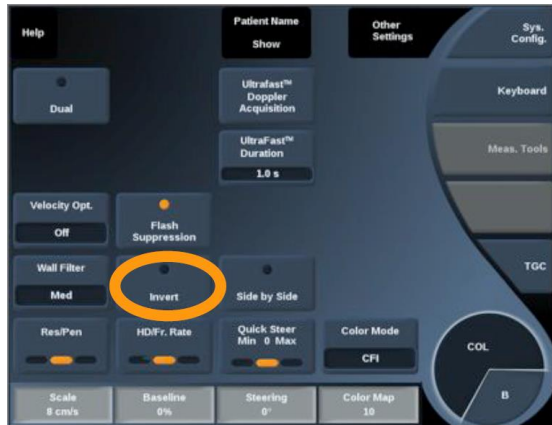 Help
Patient Name
Show
Other
Settings
Sys.
Config.
Dual
Ultrafast™
Doppler
Acquisition
Keyboard
UltraFast™
Duration
1.0 s
Meas. Tools
Velocity Opt.
Off
Flash
Suppression
Wall Filter
Med
Invert
Side by Side
TGC
Res/Pen
HD/Fr. Rate
Quick Steer
Min 0 Max
Color Mode
CFI
COL
B
Scale
8 cm/s
Baseline
0%
Steering
0°
Color Map
10